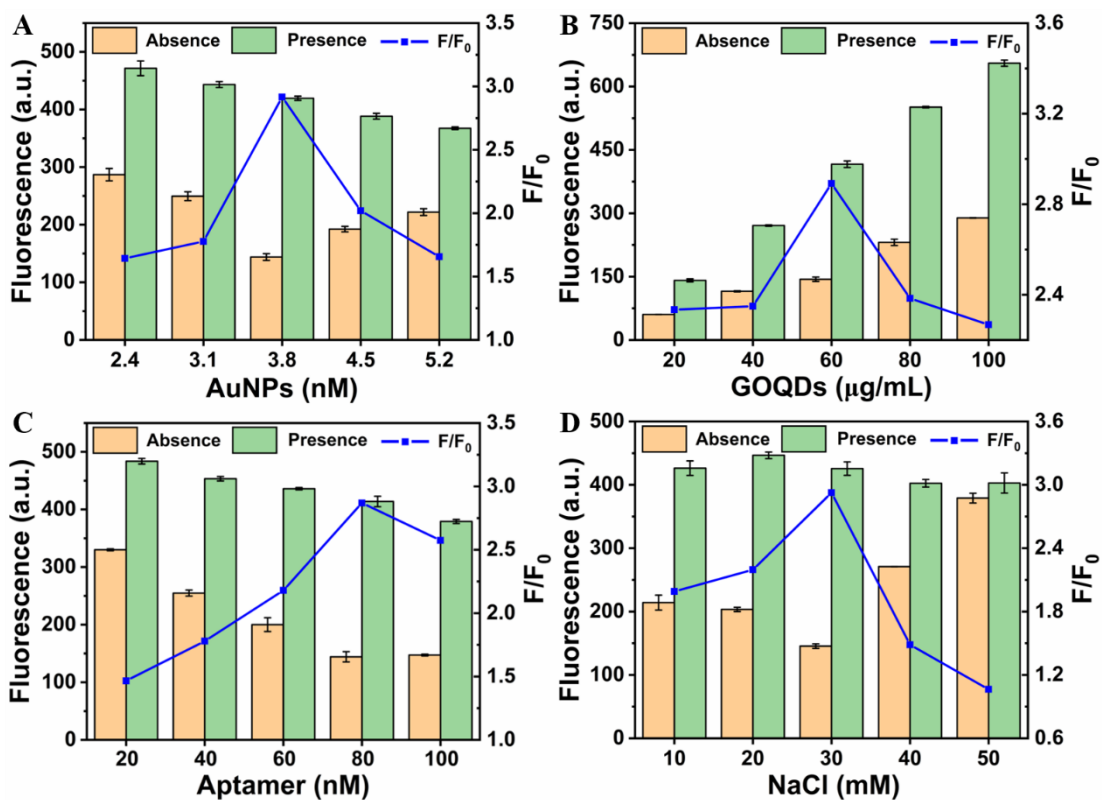 A
Absence Presence F/F0
Fluorescence (a.u.)
500
400
300
200
100
0
3.5
3.0
2.5
2.0
1.5
1.0
F/F0
2.4 3.1 3.8 4.5 5.2
AuNPs (nM)
B
Absence Presence F/F0
Fluorescence (a.u.)
750
600
450
300
150
0
3.6
3.2
2.8
2.4
F/F0
20 40 60 80 100
GOQDs (μg/mL)
C
Absence Presence F/F0
Fluorescence (a.u.)
500
400
300
200
100
0
3.5
3.0
2.5
2.0
1.5
1.0
F/F0
20 40 60 80 100
Aptamer (nM)
D
Absence Presence F/F0
Fluorescence (a.u.)
500
400
300
200
100
0
3.6
3.0
2.4
1.8
1.2
0.6
F/F0
10 20 30 40 50
NaCl (mM)